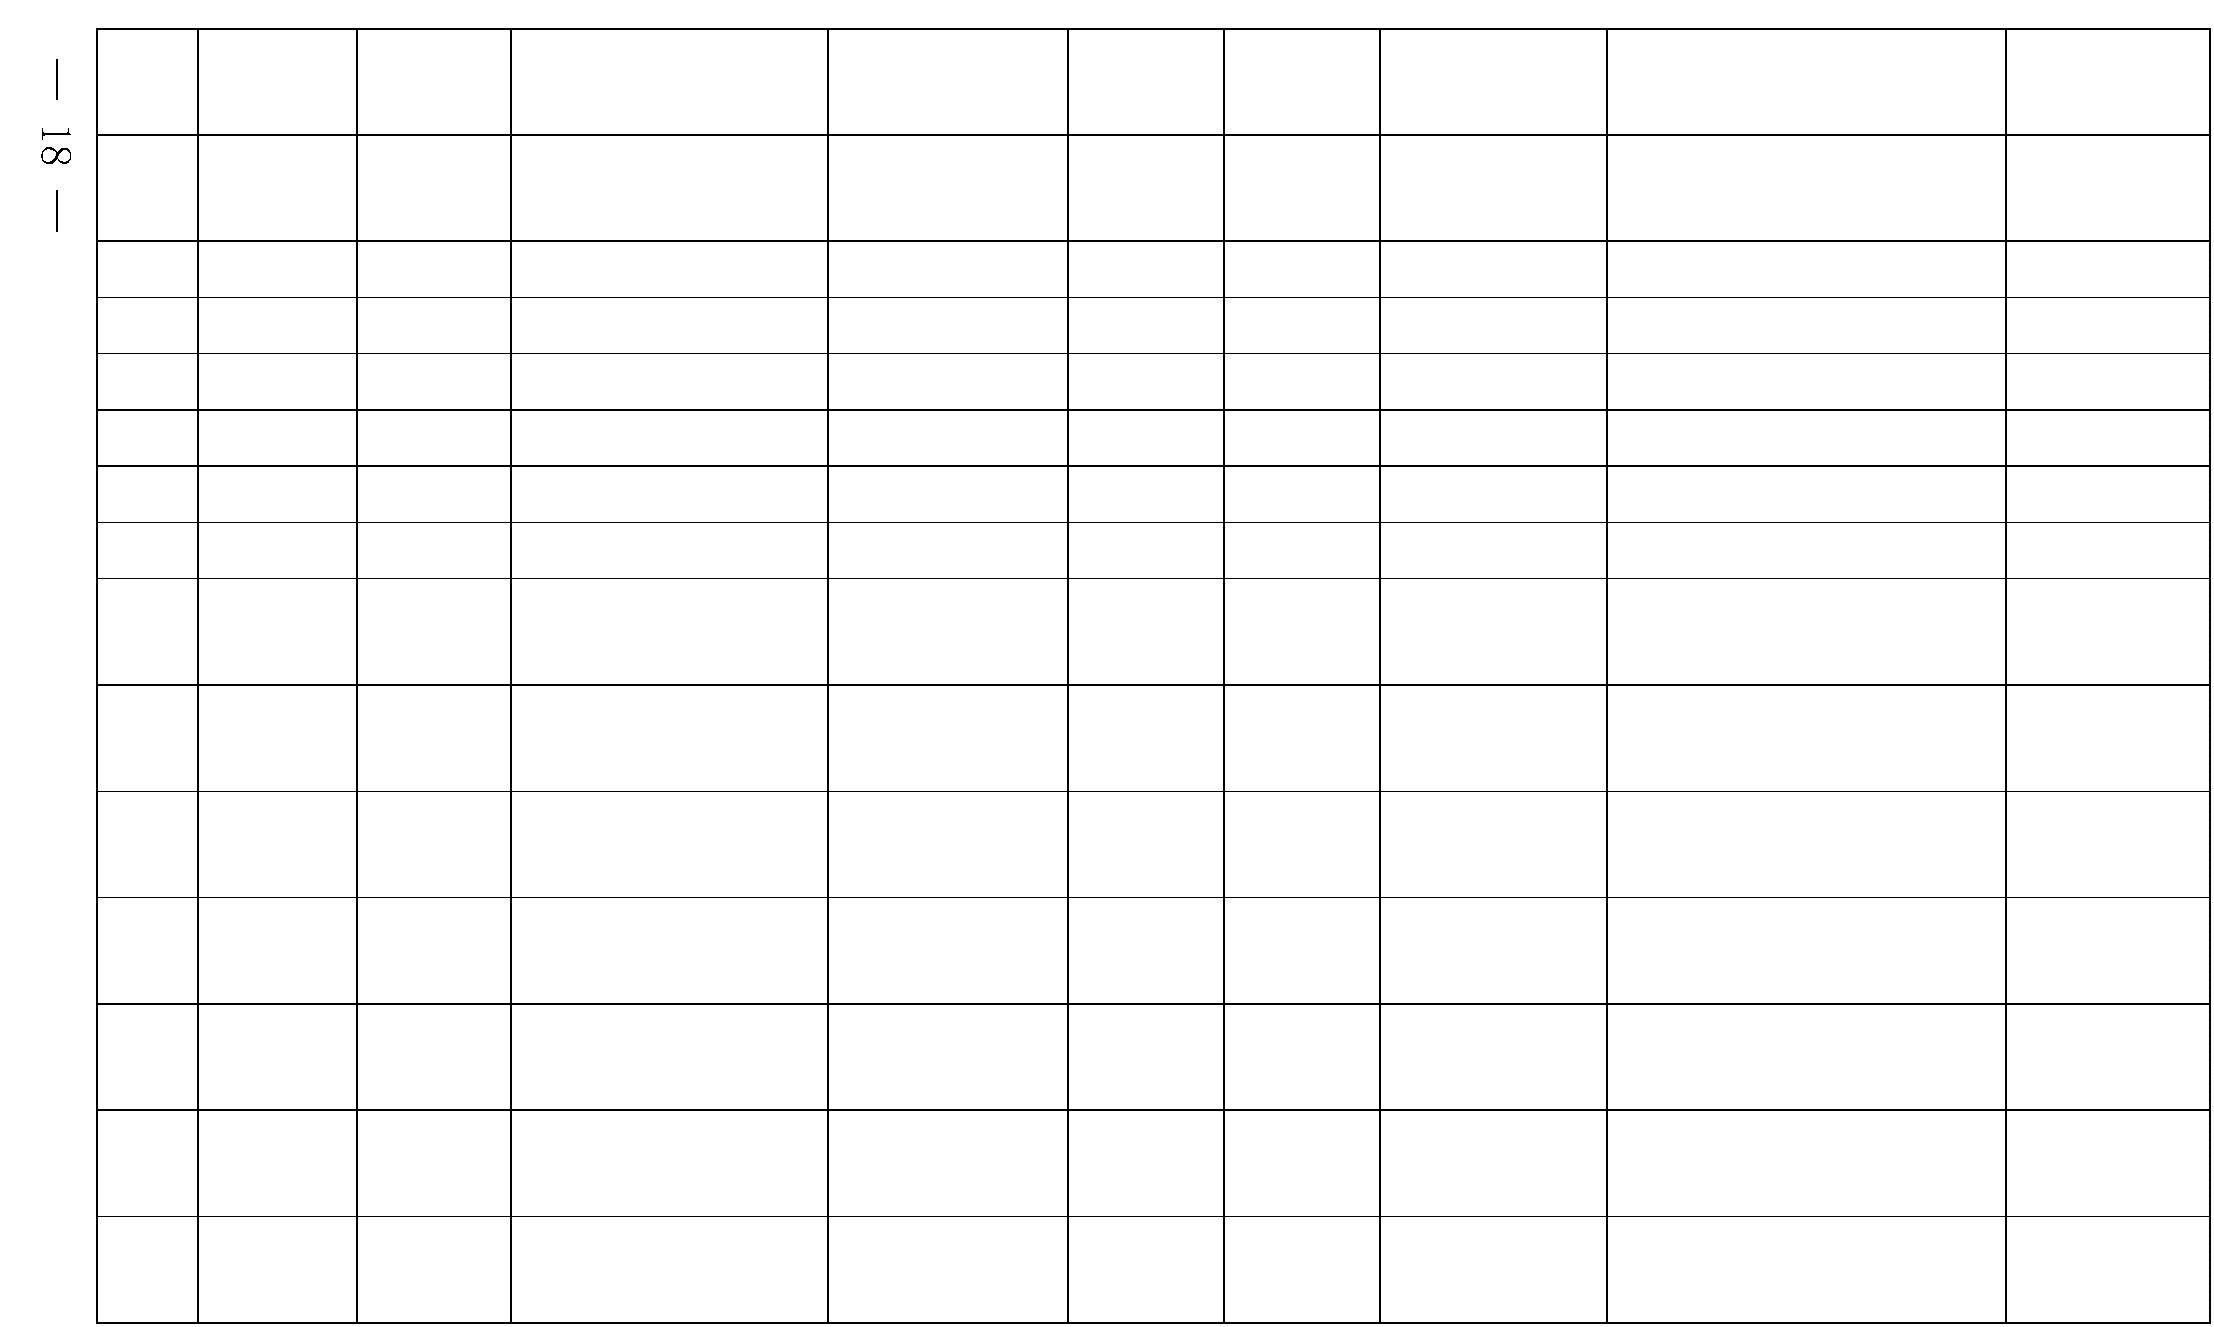 — 18 —